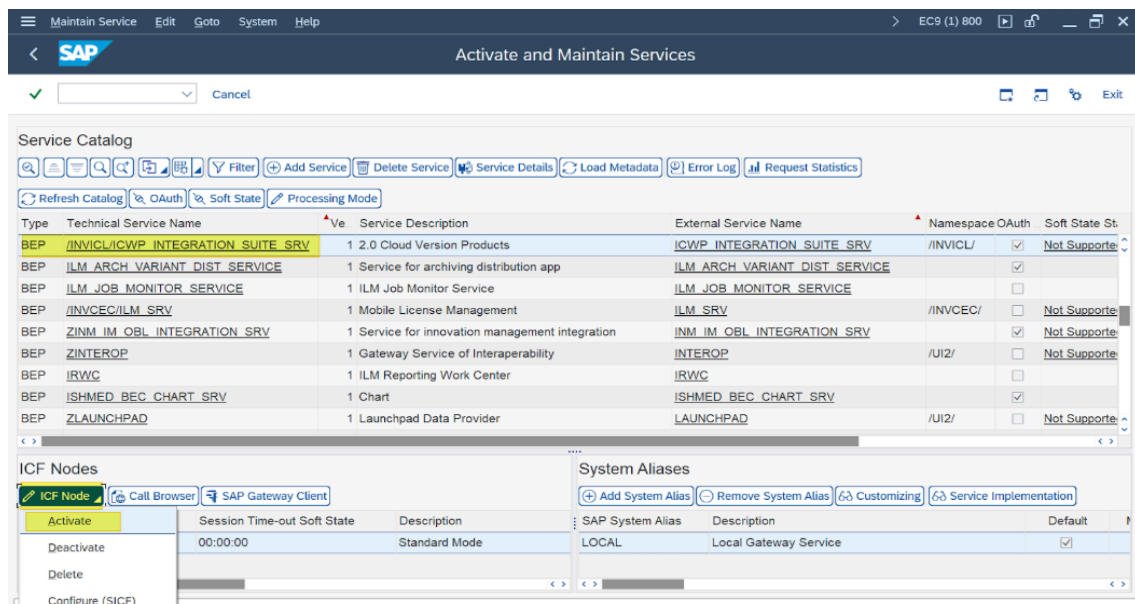 Maintain Service Edit Goto System Help EC9 (1) 800
SAP Activate and Maintain Services
Cancel Exit
Service Catalog
Filter Add Service Delete Service Service Details Load Metadata Error Log Request Statistics
Refresh Catalog OAuth Soft State Processing Mode
Type Technical Service Name Ve... Service Description External Service Name Namespace OAuth Soft State Sta
BEP /INVICL/ICWP_INTEGRATION_SUITE_SRV 1 2.0 Cloud Version Products ICWP_INTEGRATION_SUITE_SRV /INVICL/ Not Supporte
BEP ILM_ARCH_VARIANT_DIST_SERVICE 1 Service for archiving distribution app ILM_ARCH_VARIANT_DIST_SERVICE
BEP ILM_JOB_MONITOR_SERVICE 1 ILM Job Monitor Service ILM_JOB_MONITOR_SERVICE
BEP /INVCEC/ILM_SRV 1 Mobile License Management ILM_SRV /INVCEC/ Not Supporte
BEP ZINM_IM_OBL_INTEGRATION_SRV 1 Service for innovation management integration INM_IM_OBL_INTEGRATION_SRV Not Supporte
BEP ZINTEROP 1 Gateway Service of Interaperability INTEROP /UI2/ Not Supporte
BEP IRWC 1 ILM Reporting Work Center IRWC
BEP ISHMED_BEC_CHART_SRV 1 Chart ISHMED_BEC_CHART_SRV
BEP ZLAUNCHPAD 1 Launchpad Data Provider LAUNCHPAD /UI2/ Not Supporte
ICF Nodes
ICF Node Call Browser SAP Gateway Client
Activate Session Time-out Soft State Description
Deactivate 00:00:00 Standard Mode
Delete
Configure (SICF)
System Aliases
Add System Alias Remove System Alias Customizing Service Implementation
SAP System Alias Description Default
LOCAL Local Gateway Service